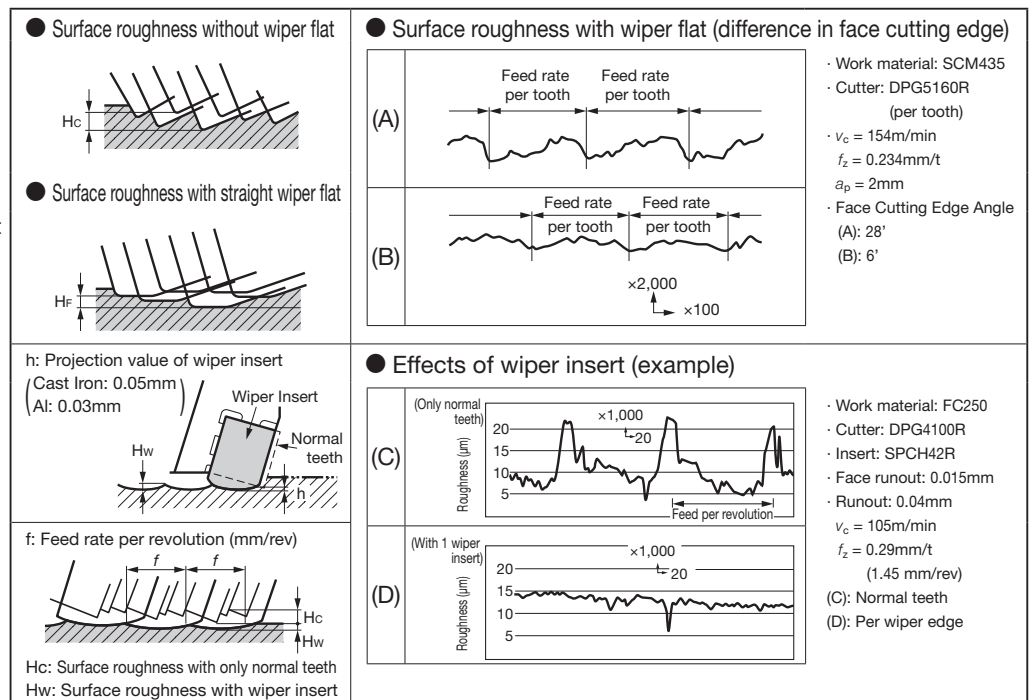 ● Surface roughness without wiper flat
Hc
● Surface roughness with straight wiper flat
HF
● Surface roughness with wiper flat (difference in face cutting edge)
(A)
Feed rate
per tooth
Feed rate
per tooth
(B)
Feed rate
per tooth
Feed rate
per tooth
×2,000
×100
· Work material: SCM435
· Cutter: DPG5160R
(per tooth)
· vc = 154m/min
fz = 0.234mm/t
ap = 2mm
· Face Cutting Edge Angle
(A): 28'
(B): 6'
h: Projection value of wiper insert
(Cast Iron: 0.05mm
Al: 0.03mm)
Wiper Insert
Normal
teeth
Hw
h
f: Feed rate per revolution (mm/rev)
f f
Hc
Hw
Hc: Surface roughness with only normal teeth
Hw: Surface roughness with wiper insert
● Effects of wiper insert (example)
(C)
(Only normal
teeth)
×1,000
20
Roughness (μm)
20
15
10
5
Feed per revolution
(D)
(With 1 wiper
insert)
×1,000
20
Roughness (μm)
20
15
10
5
· Work material: FC250
· Cutter: DPG4100R
· Insert: SPCH42R
· Face runout: 0.015mm
· Runout: 0.04mm
vc = 105m/min
fz = 0.29mm/t
(1.45 mm/rev)
(C): Normal teeth
(D): Per wiper edge